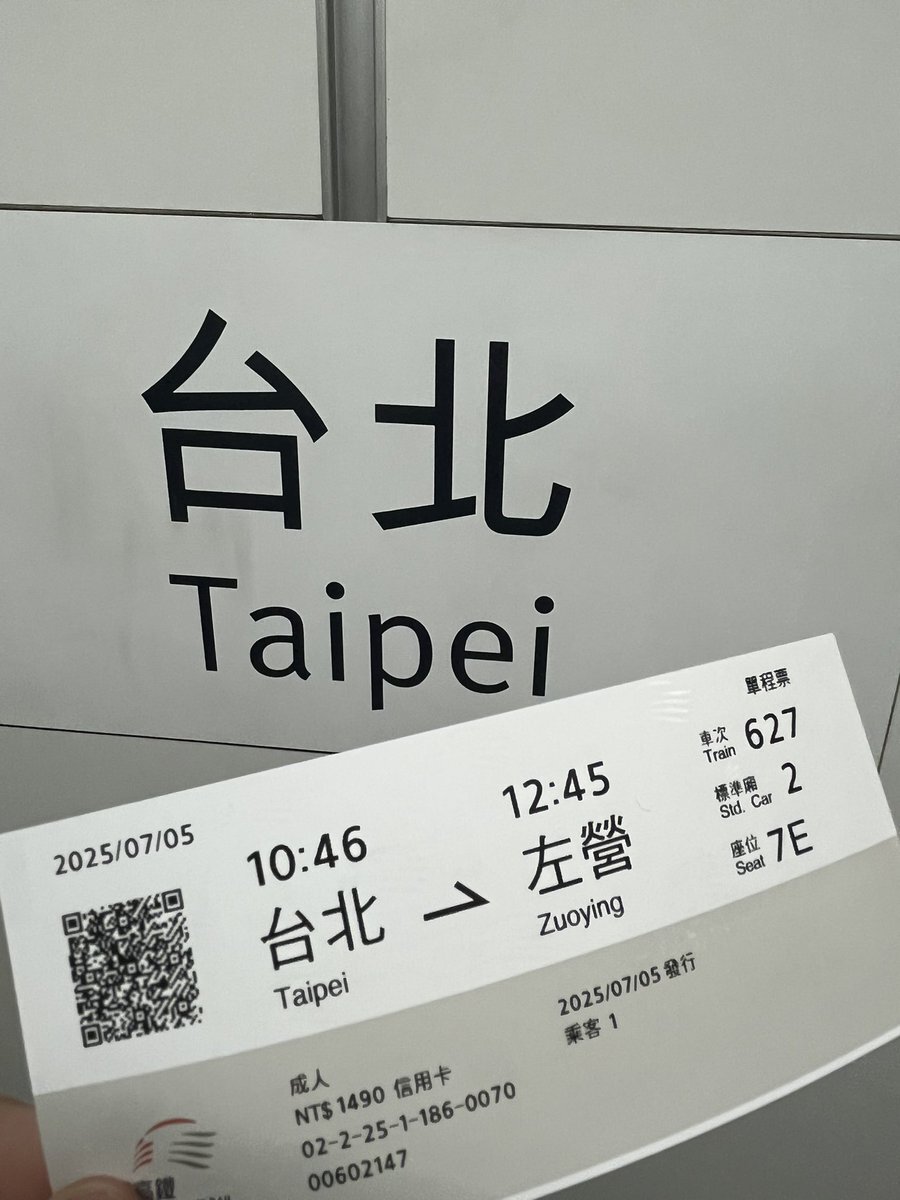 台北
Taipei
單程票
2025/07/05
10:46
12:45
台北
左營
Taipei
Zuoying
車次 627
Train
標準廂 2
Std. Car
座位 7E
Seat
2025/07/05 發行
乘客 1
成人
NT$ 1490 信用卡
02-2-25-1-186-0070
00602147
高鐵